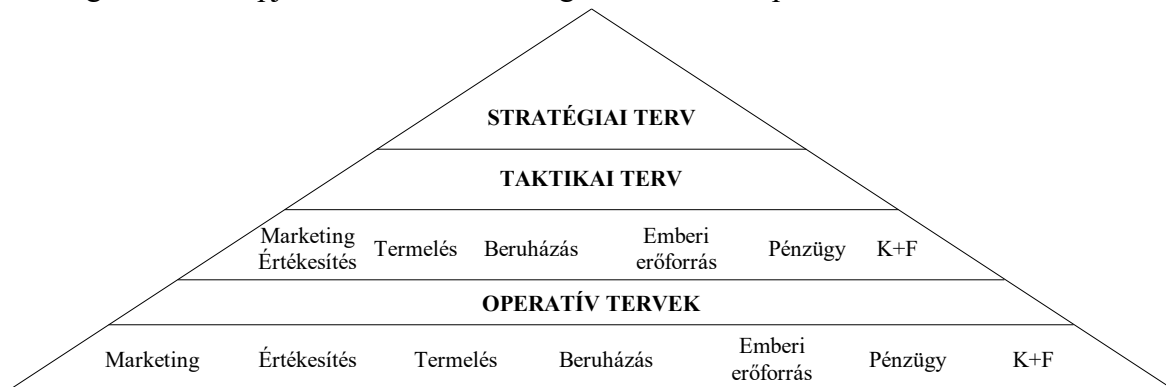 STRATÉGIAI TERV
TAKTIKAI TERV
Marketing Értékesítés Termelés Beruházás Emberi erőforrás Pénzügy K+F
OPERATÍV TERVEK
Marketing Értékesítés Termelés Beruházás Emberi erőforrás Pénzügy K+F